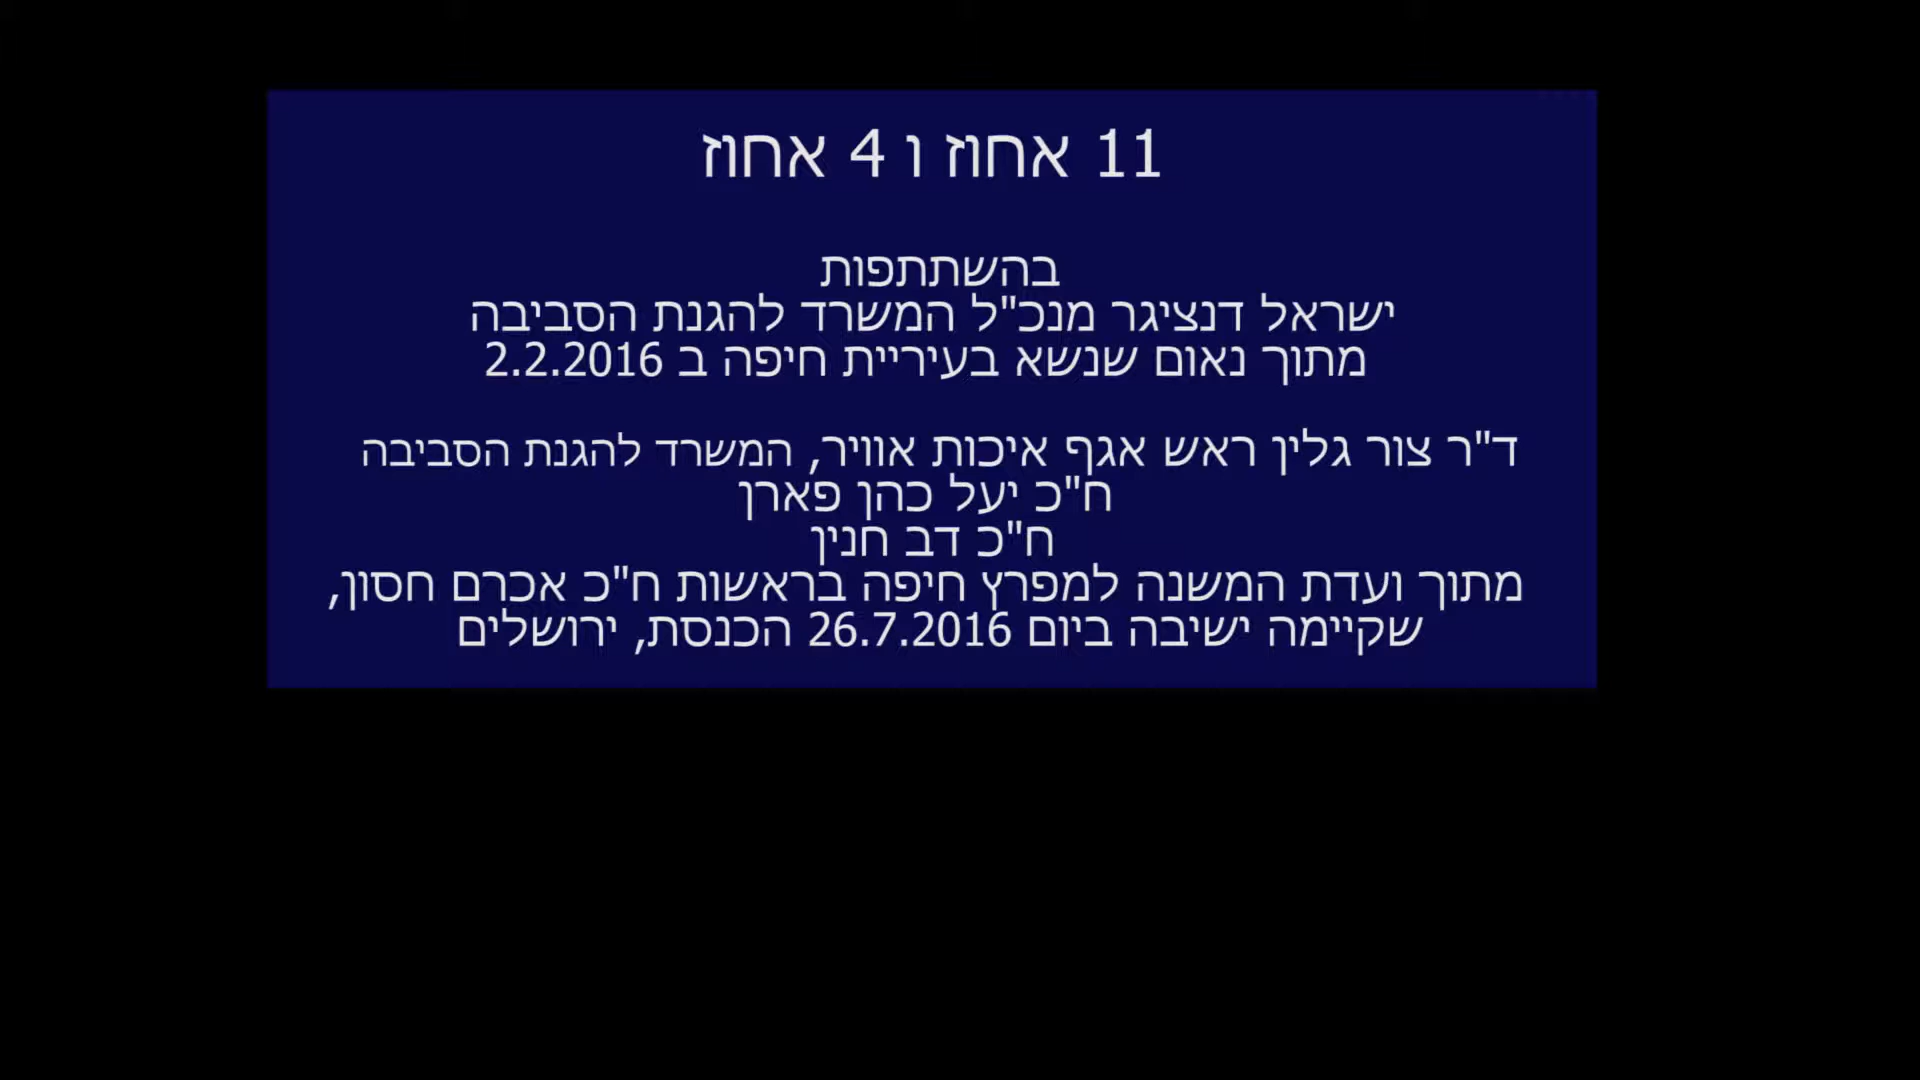 11 אחוז ו 4 אחוז
בהשתתפות
ישראל דנציגר מנכ"ל המשרד להגנת הסביבה
מתוך נאום שנשא בעיריית חיפה ב 2.2.2016
ד"ר צור גלין ראש אגף איכות אוויר, המשרד להגנת הסביבה
ח"כ יעל כהן פארן
ח"כ דב חנין
מתוך ועדת המשנה למפרץ חיפה בראשות ח"כ אכרם חסון,
שקיימה ישיבה ביום 26.7.2016 הכנסת, ירושלים